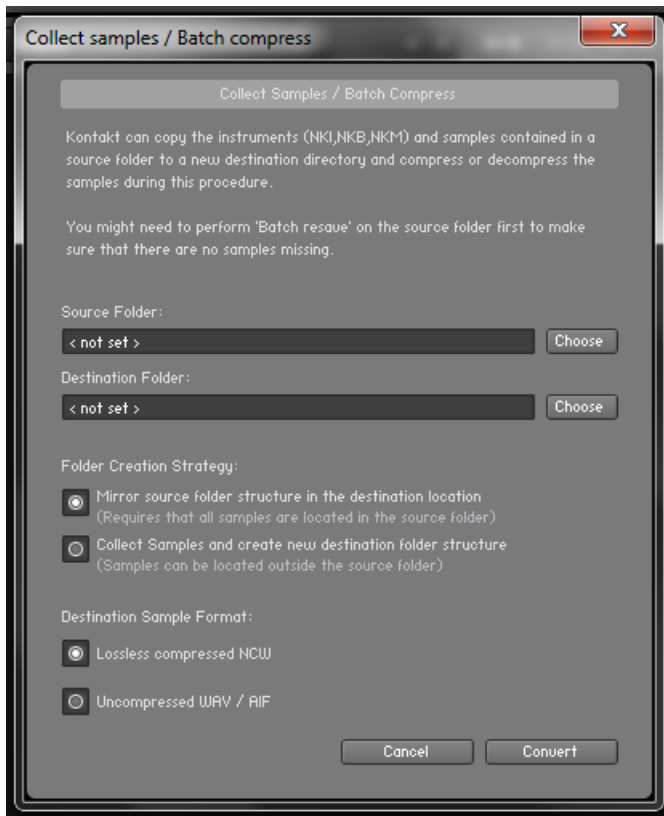 Collect samples / Batch compress
Collect Samples / Batch Compress
Kontakt can copy the instruments (NKI,NKB,NKM) and samples contained in a
source folder to a new destination directory and compress or decompress the
samples during this procedure.
You might need to perform 'Batch resave' on the source folder first to make
sure that there are no samples missing.
Source Folder:
< not set >
Choose
Destination Folder:
< not set >
Choose
Folder Creation Strategy:
Mirror source folder structure in the destination location
(Requires that all samples are located in the source folder)
Collect Samples and create new destination folder structure
(Samples can be located outside the source folder)
Destination Sample Format:
Lossless compressed NCW
Uncompressed WAV / AIF
Cancel
Convert